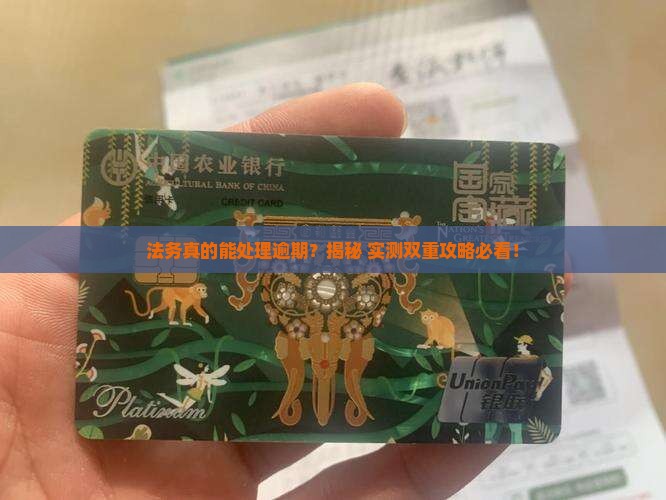 中国农业银行
AGRICULTURAL BANK OF CHINA
CREDIT CARD
国家
宝藏
THE
NATION'S
法务真的能处理逾期？揭秘 实测双重攻略必看！
Platinum
UnionPay
银联